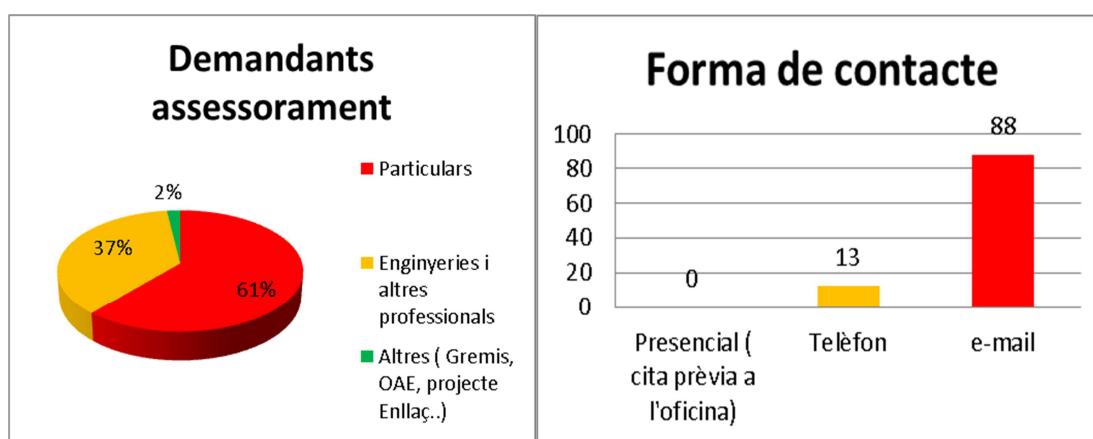 Demandants
assessorament
Particulars
2%
37%
61%
Enginyeries i
altres
professionals
Altres ( Gremis,
OAE, projecte
Enllaç..)
Forma de contacte
100
80
60
40
20
0
0
13
88
Presencial (
cita prèvia a
l'oficina)
Telèfon
e-mail